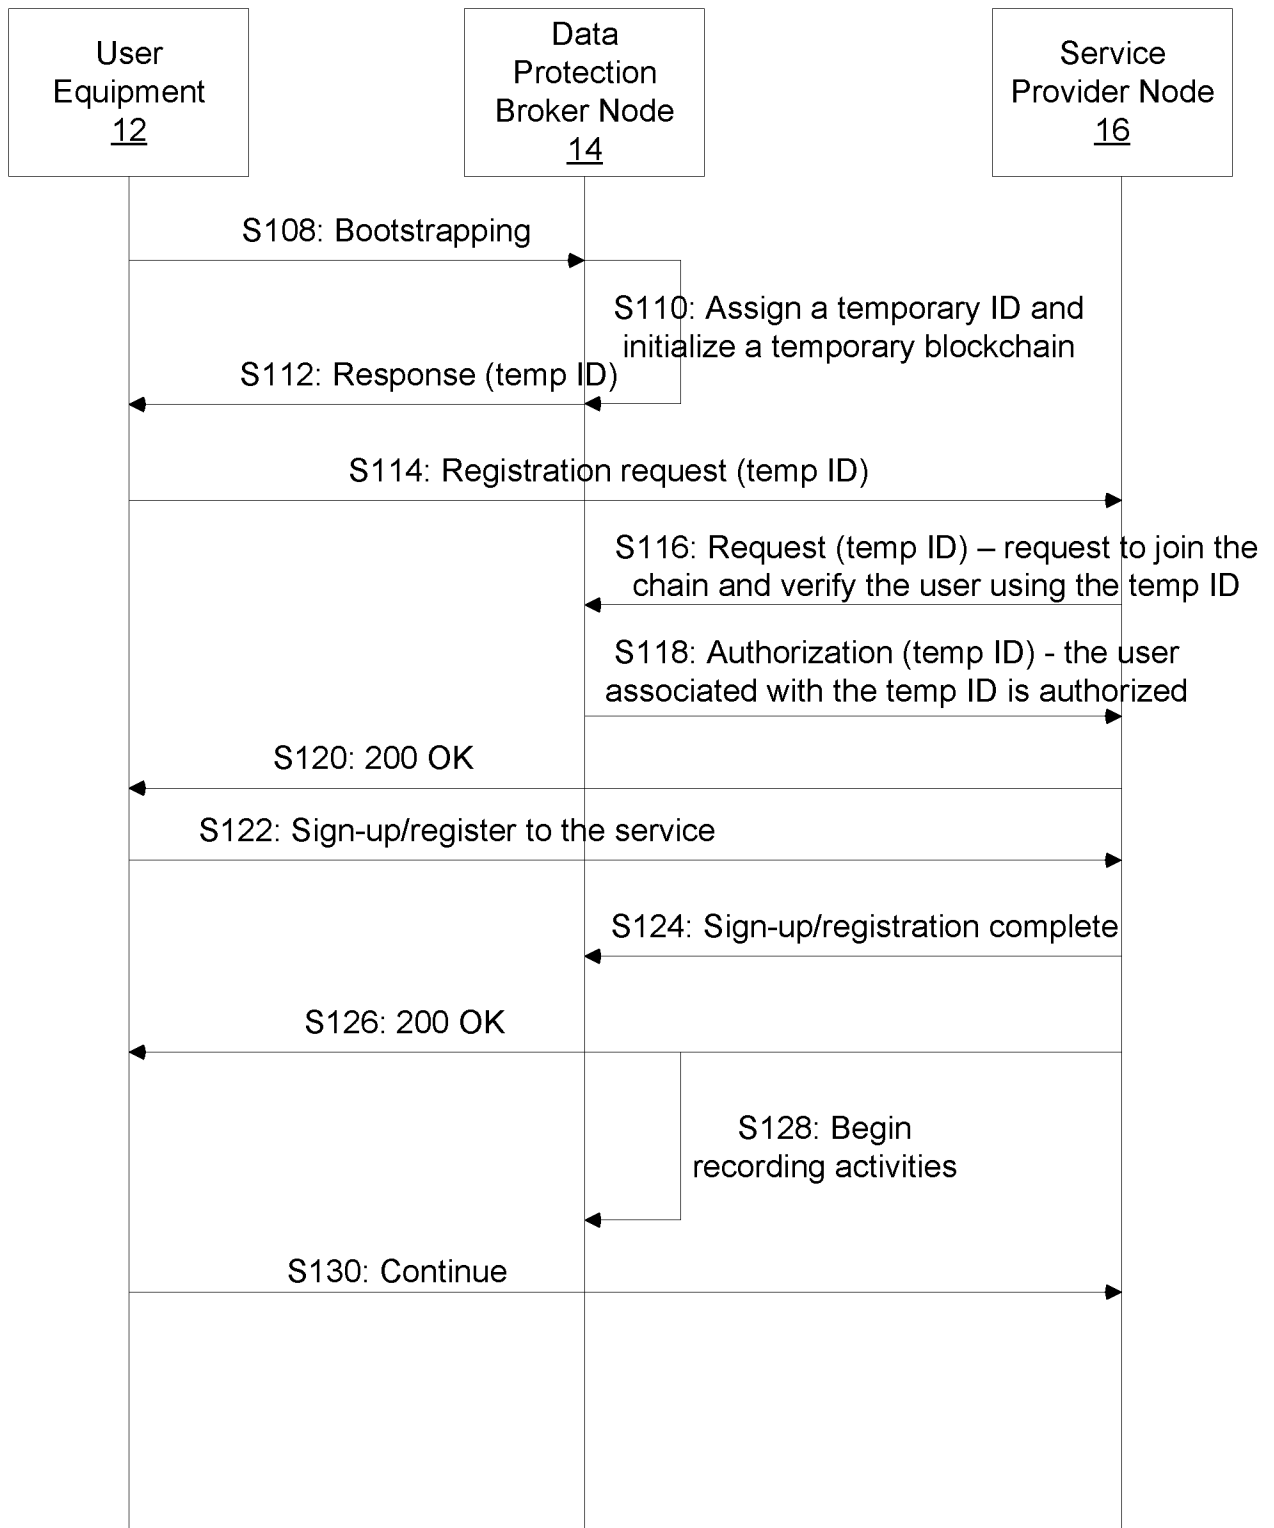 User
Equipment
12
Data
Protection
Broker Node
14
Service
Provider Node
16
S108: Bootstrapping
S110: Assign a temporary ID and
initialize a temporary blockchain
S112: Response (temp ID)
S114: Registration request (temp ID)
S116: Request (temp ID) – request to join the
chain and verify the user using the temp ID
S118: Authorization (temp ID) - the user
associated with the temp ID is authorized
S120: 200 OK
S122: Sign-up/register to the service
S124: Sign-up/registration complete
S126: 200 OK
S128: Begin
recording activities
S130: Continue